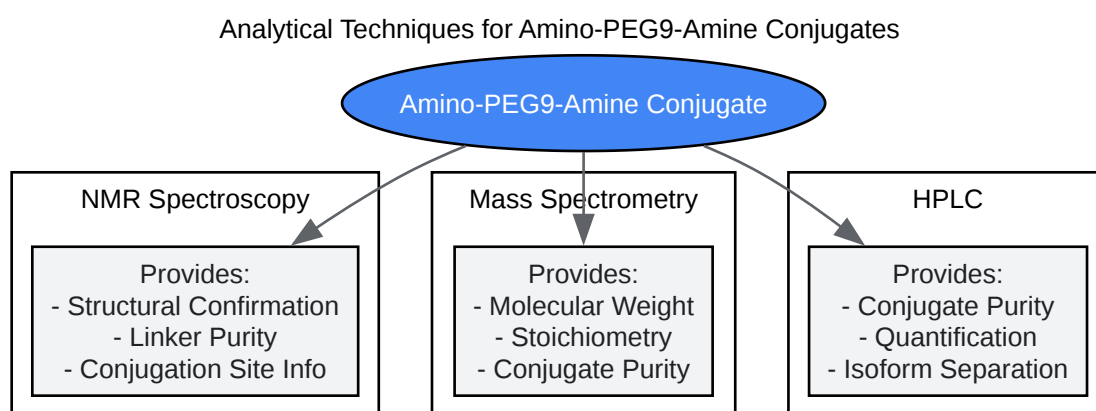 Analytical Techniques for Amino-PEG9-Amine Conjugates
Amino-PEG9-Amine Conjugate
NMR Spectroscopy
Provides:
- Structural Confirmation
- Linker Purity
- Conjugation Site Info
Mass Spectrometry
Provides:
- Molecular Weight
- Stoichiometry
- Conjugate Purity
HPLC
Provides:
- Conjugate Purity
- Quantification
- Isoform Separation